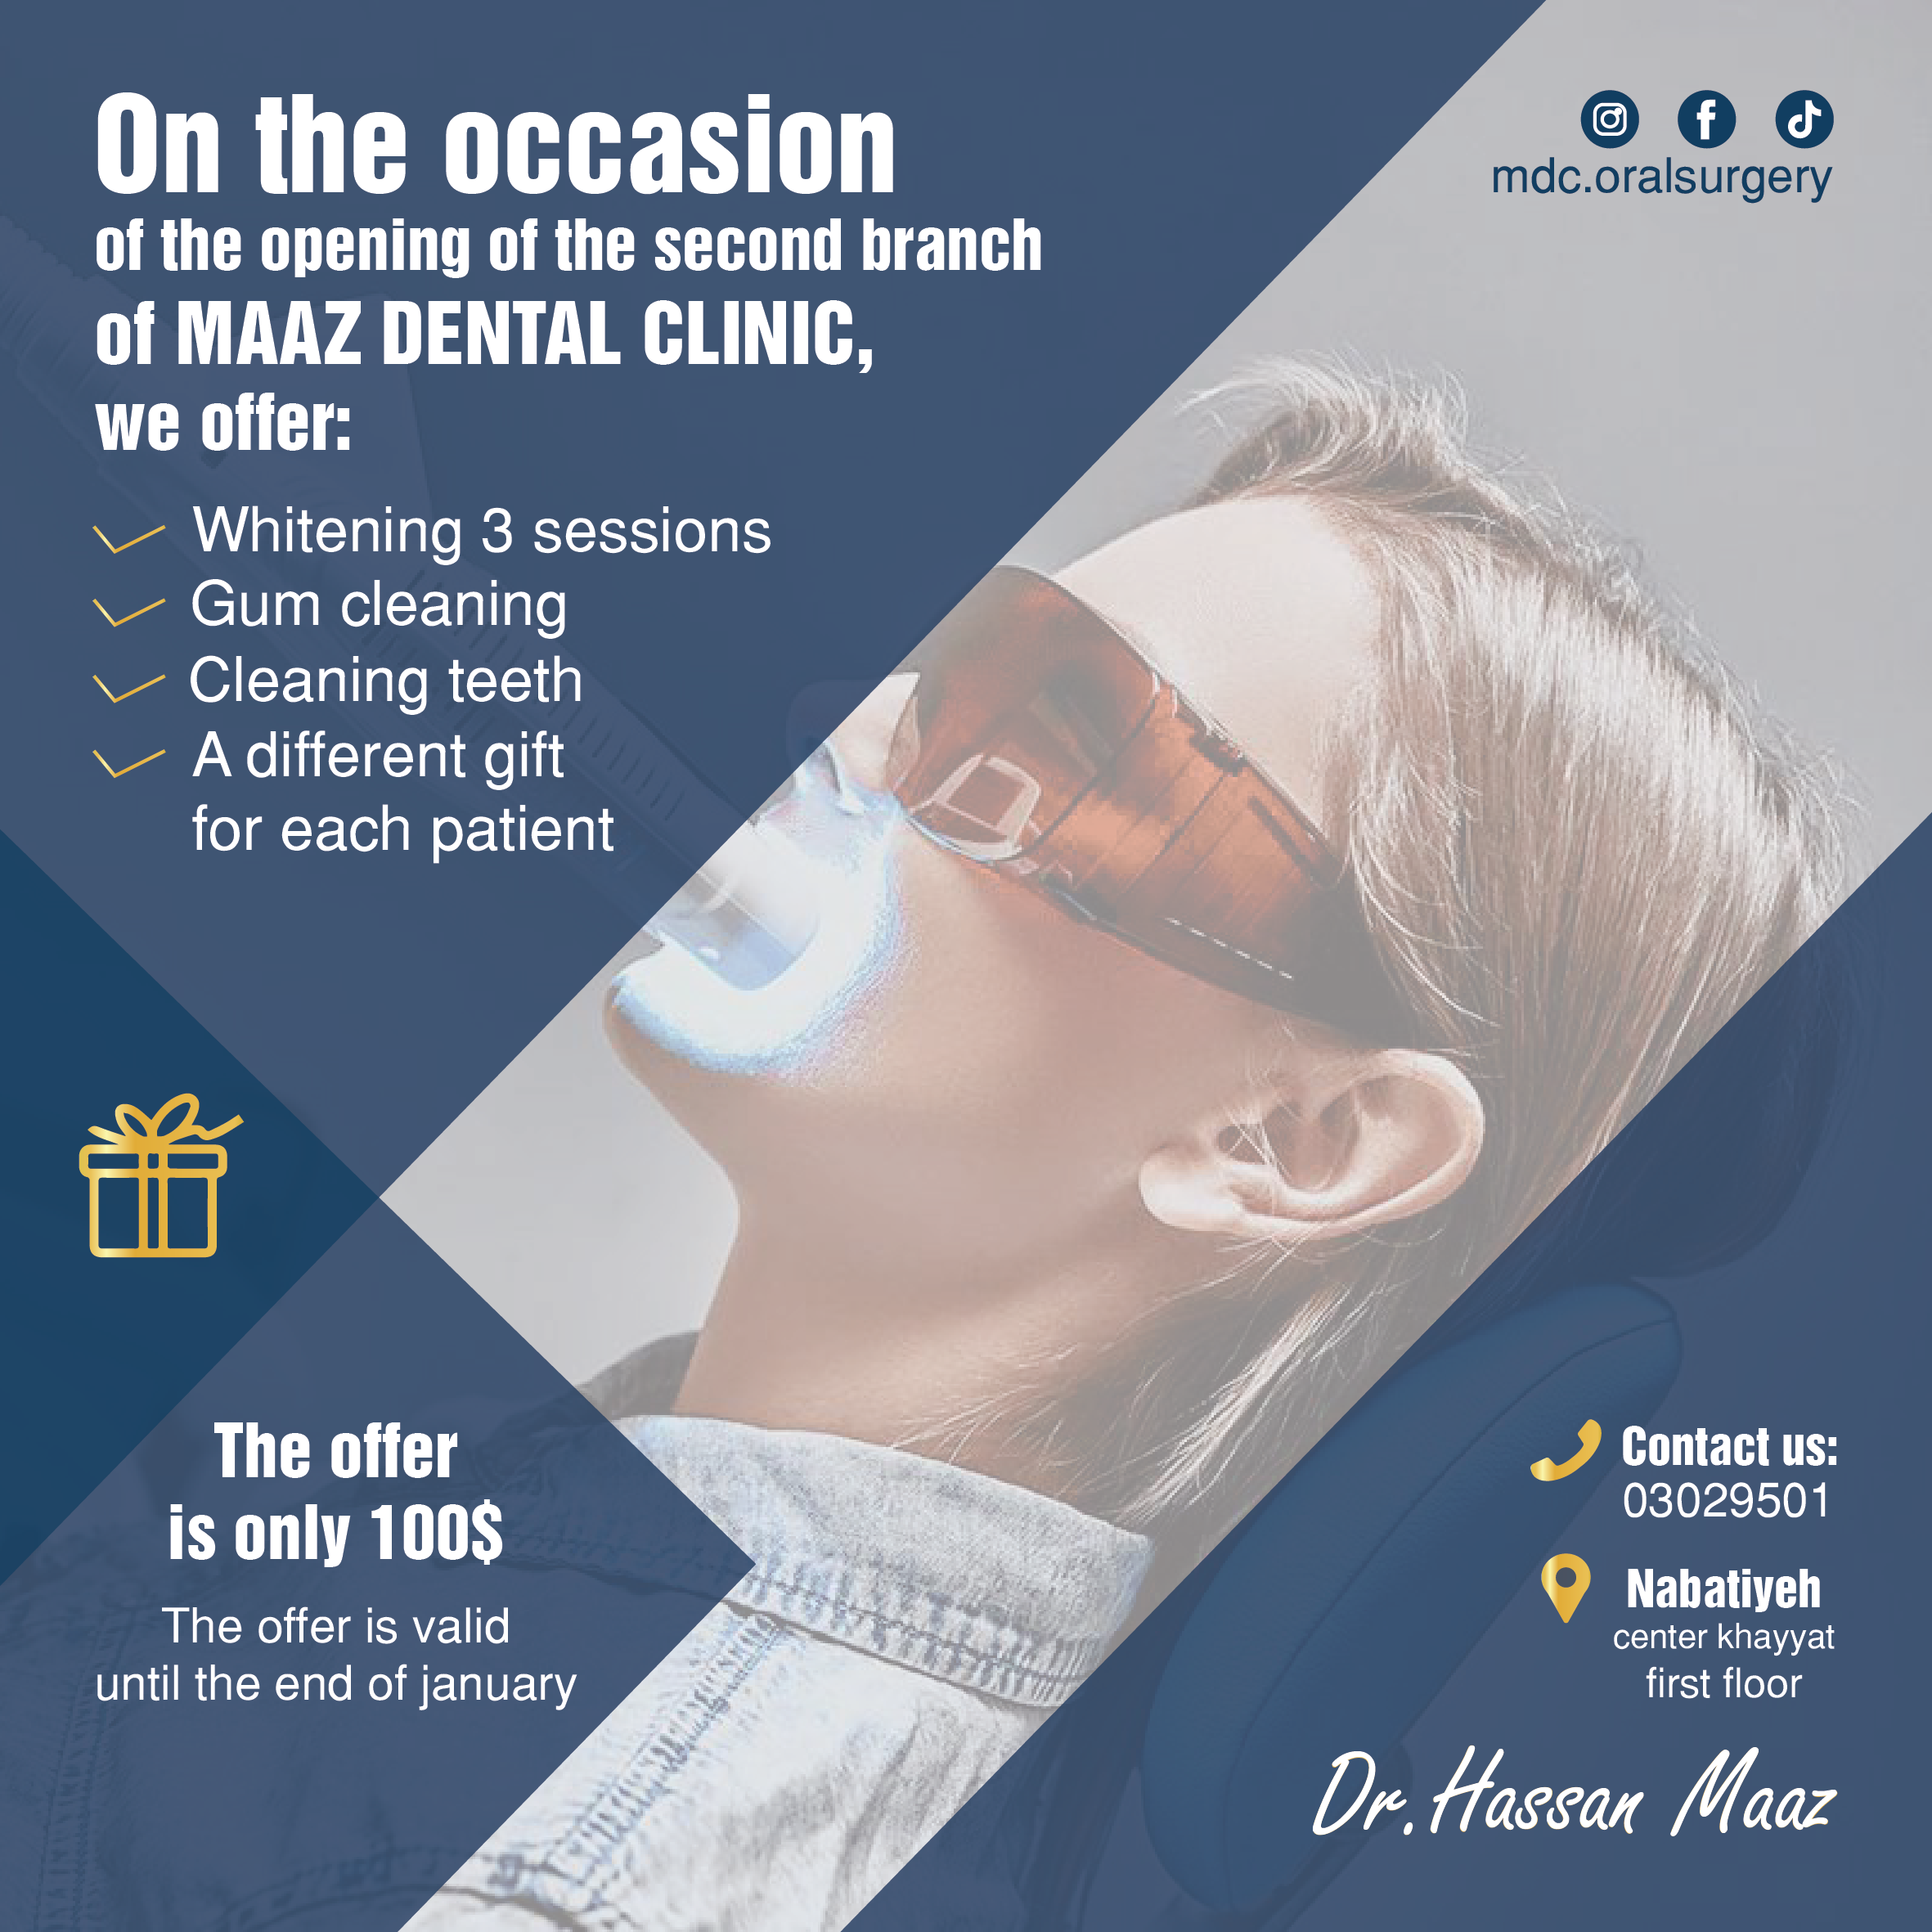 On the occasion
of the opening of the second branch
of MAAZ DENTAL CLINIC,
we offer:
Whitening 3 sessions
Gum cleaning
Cleaning teeth
A different gift
for each patient
mdc.oralsurgery
The offer
is only 100$
The offer is valid
until the end of january
Contact us:
03029501
Nabatiyeh
center khayyat
first floor
Dr. Hassan Maaz